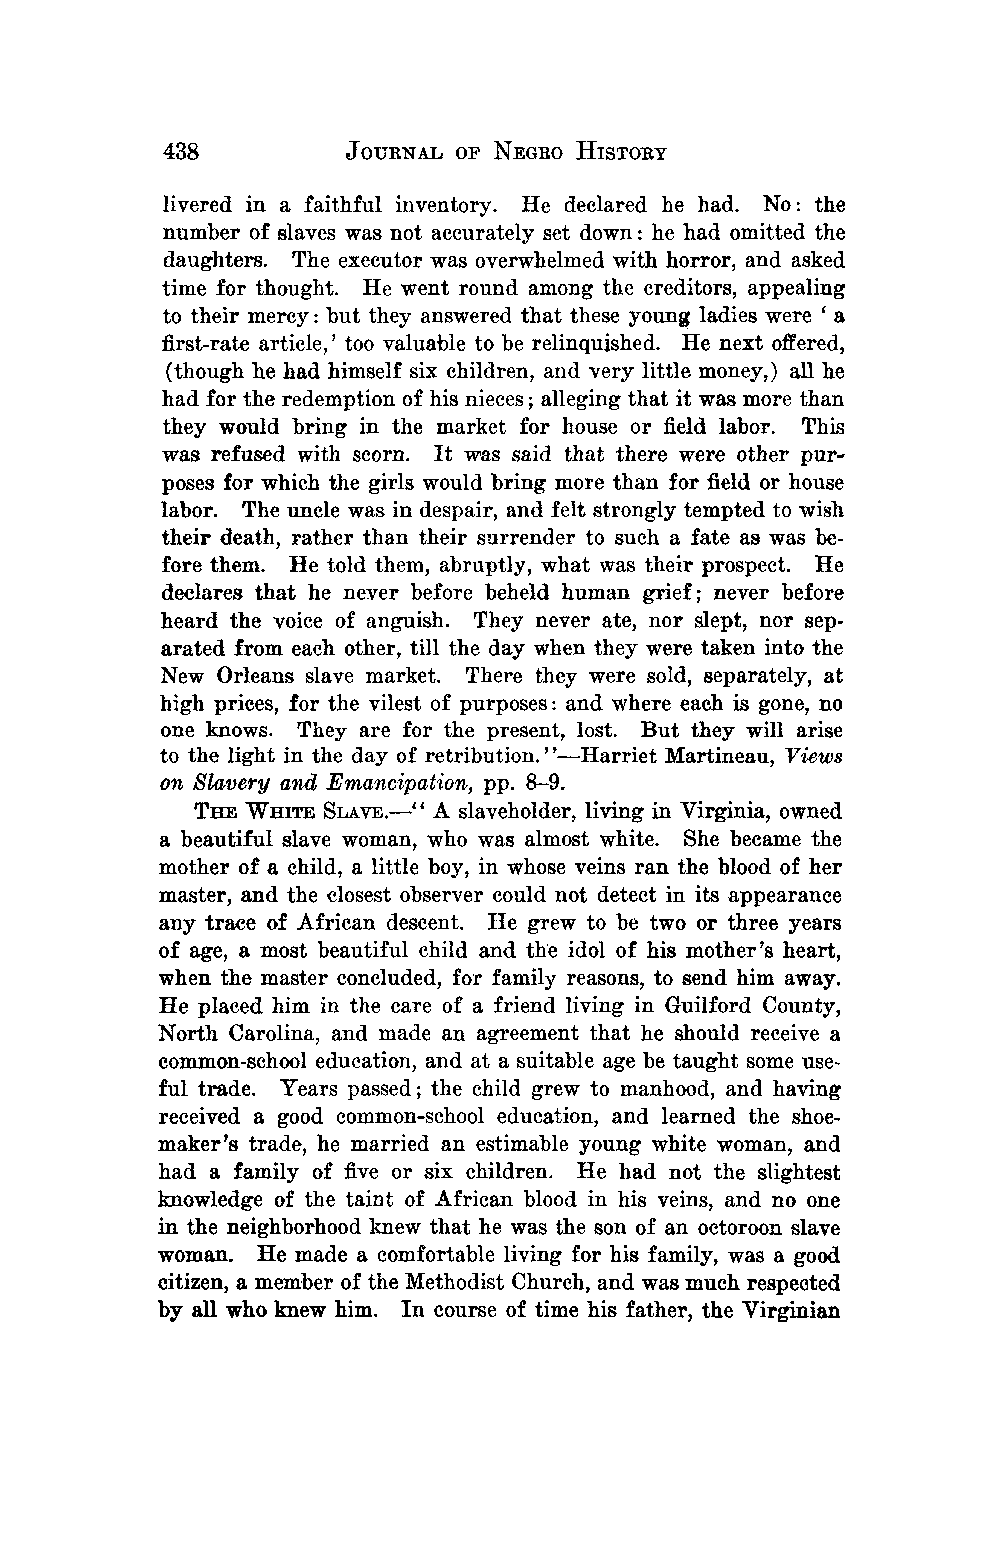 438 JOURNAL OF NEGRO HISTORY
livered in a faithful inventory. He declared he had. No: the
number of slaves was not accurately set down: he had omitted the
daughters. The executor was overwhelmed with horror, and asked
time for thought. He went round among the creditors, appealing
to their mercy: but they answered that these young ladies were ‘ a
first-rate article,’ too valuable to be relinquished. He next offered,
(though he had himself six children, and very little money,) all he
had for the redemption of his nieces; alleging that it was more than
they would bring in the market for house or field labor. This
was refused with scorn. It was said that there were other pur-
poses for which the girls would bring more than for field or house
labor. The uncle was in despair, and felt strongly tempted to wish
their death, rather than their surrender to such a fate as was be-
fore them. He told them, abruptly, what was their prospect. He
declares that he never before beheld human grief; never before
heard the voice of anguish. They never ate, nor slept, nor sep-
arated from each other, till the day when they were taken into the
New Orleans slave market. There they were sold, separately, at
high prices, for the vilest of purposes: and where each is gone, no
one knows. They are for the present, lost. But they will arise
to the light in the day of retribution.’’—Harriet Martineau, Views
on Slavery and Emancipation, pp. 8–9.
THE WHITE SLAVE.—‘‘ A slaveholder, living in Virginia, owned
a beautiful slave woman, who was almost white. She became the
mother of a child, a little boy, in whose veins ran the blood of her
master, and the closest observer could not detect in its appearance
any trace of African descent. He grew to be two or three years
of age, a most beautiful child and the idol of his mother’s heart,
when the master concluded, for family reasons, to send him away.
He placed him in the care of a friend living in Guilford County,
North Carolina, and made an agreement that he should receive a
common-school education, and at a suitable age be taught some use-
ful trade. Years passed; the child grew to manhood, and having
received a good common-school education, and learned the shoe-
maker’s trade, he married an estimable young white woman, and
had a family of five or six children. He had not the slightest
knowledge of the taint of African blood in his veins, and no one
in the neighborhood knew that he was the son of an octoroon slave
woman. He made a comfortable living for his family, was a good
citizen, a member of the Methodist Church, and was much respected
by all who knew him. In course of time his father, the Virginian